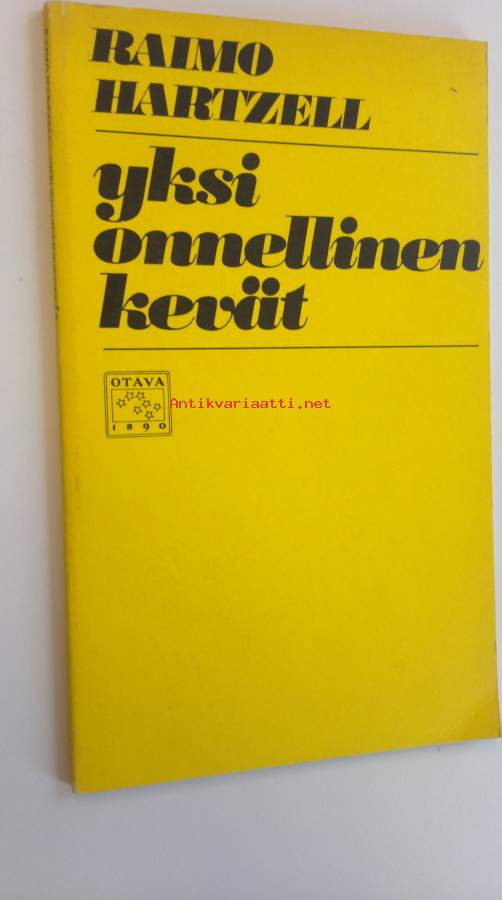 RAIMO
HARTZELL
yksi
onnellinen
kevät
OTAVA
1890
Antikvariaatti.net